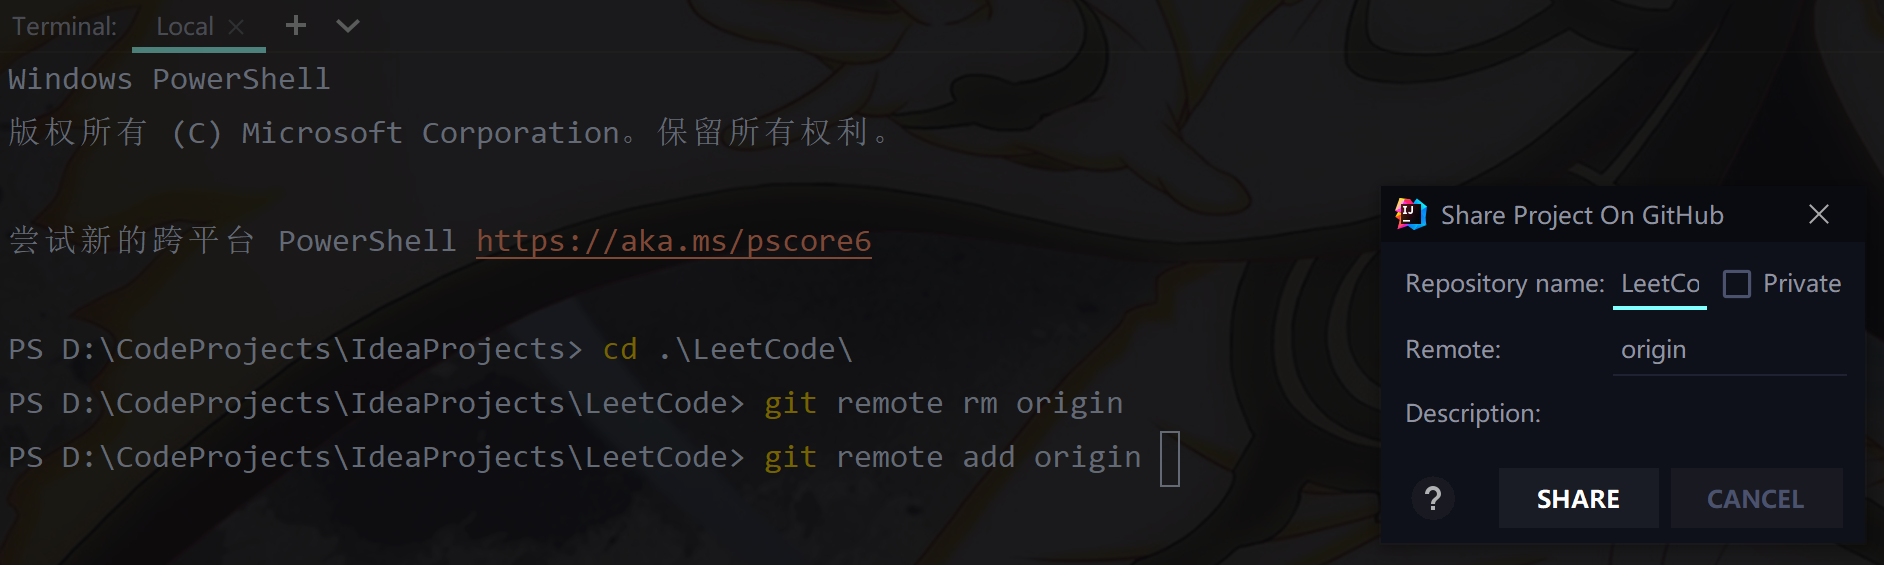 Terminal: Local
Windows PowerShell
版权所有 (C) Microsoft Corporation。保留所有权利。
尝试新的跨平台 PowerShell https://aka.ms/pscore6
PS D:\CodeProjects\IdeaProjects> cd .\LeetCode\
PS D:\CodeProjects\IdeaProjects\LeetCode> git remote rm origin
PS D:\CodeProjects\IdeaProjects\LeetCode> git remote add origin
IJ Share Project On GitHub
Repository name: LeetCo Private
Remote: origin
Description:
? SHARE CANCEL